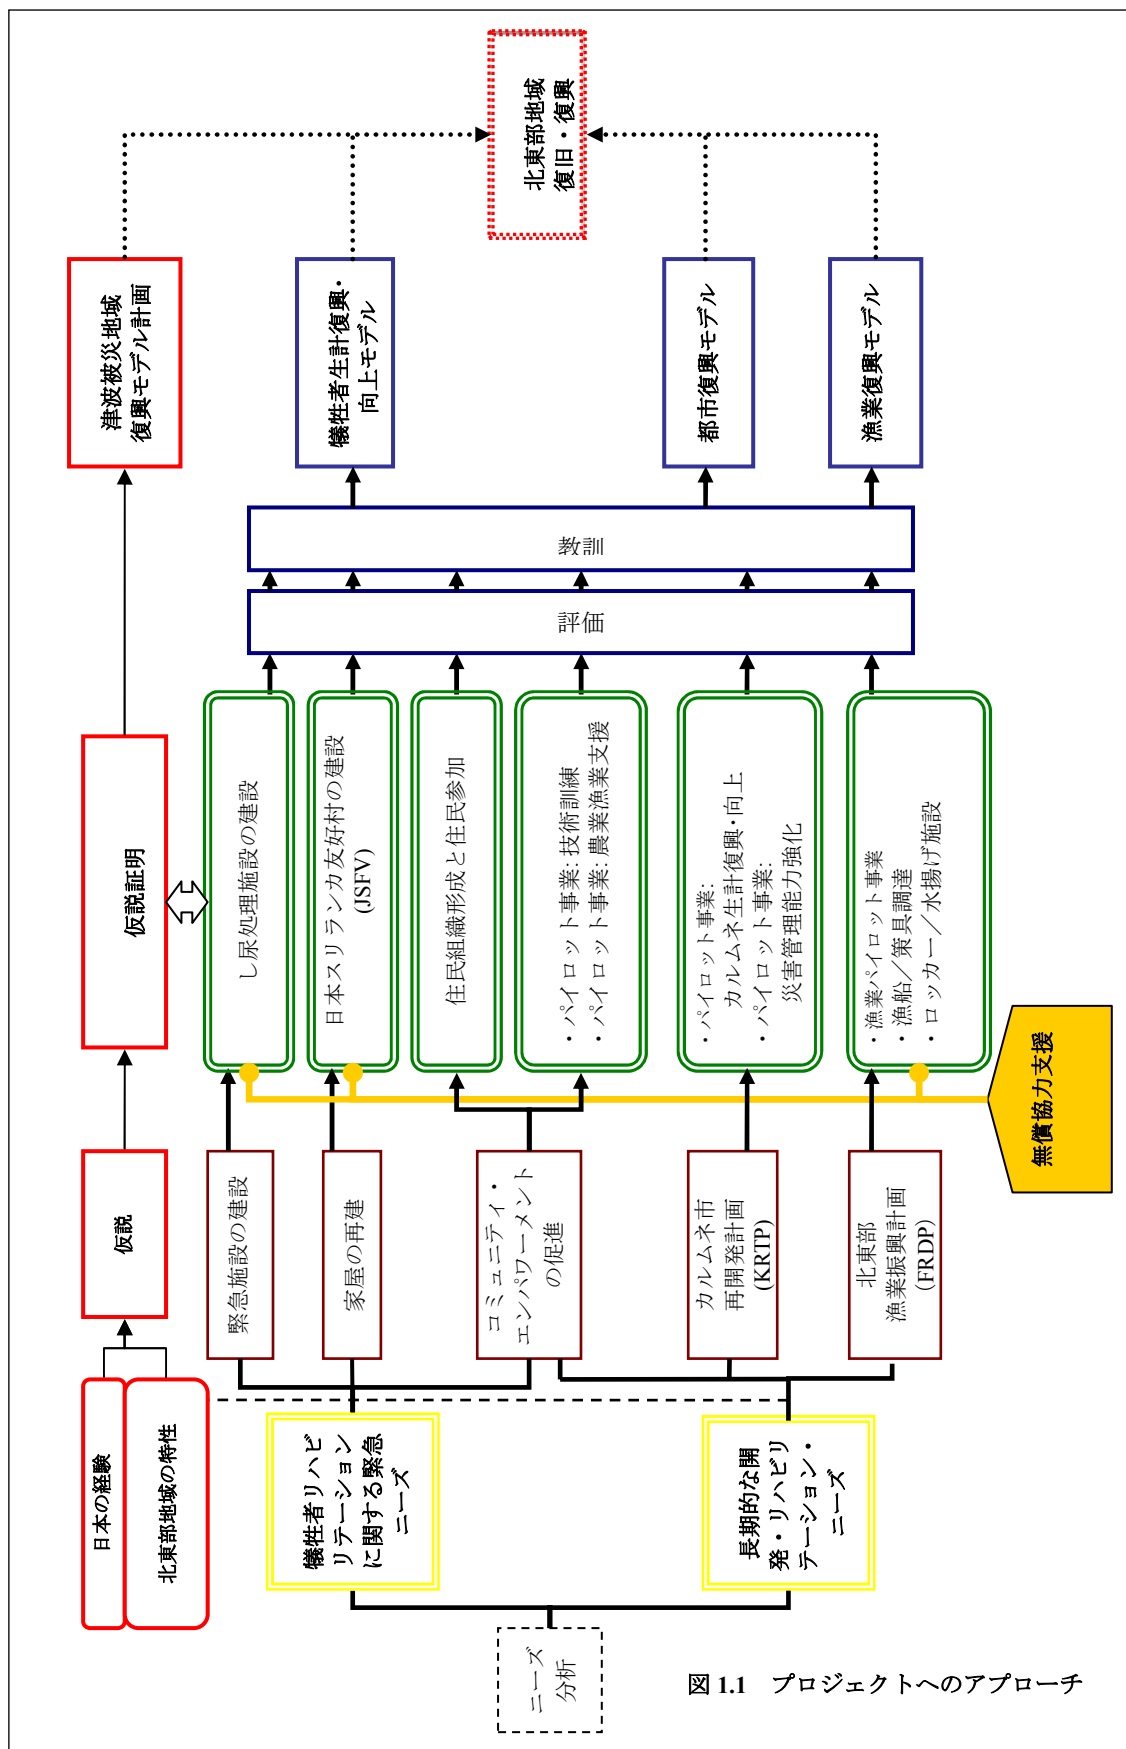 日本の経験
北東部地域の特性
仮説
仮説証明
津波被災地域
復興モデル計画
ニーズ
分析
犠牲者リハビ
リテーション
に関する緊急
ニーズ
長期的な開
発・リハビリ
テーション・
ニーズ
緊急施設の建設
家屋の再建
コミュニティ・
エンパワーメント
の促進
カルムネ市
再開発計画
(KRTP)
北東部
漁業振興計画
(FRDP)
無償協力支援
し尿処理施設の建設
日本スリランカ友好村の建設
(JSFV)
住民組織形成と住民参加
・パイロット事業: 技術訓練
・パイロット事業: 農業漁業支援
・パイロット事業:
カルムネ生計復興・向上
・パイロット事業:
災害管理能力強化
・漁業パイロット事業
・漁船／策具調達
・ロッカー／水揚げ施設
評価
教訓
犠牲者生計復興・
向上モデル
都市復興モデル
漁業復興モデル
北東部地域
復旧・復興
図 1.1　プロジェクトへのアプローチ